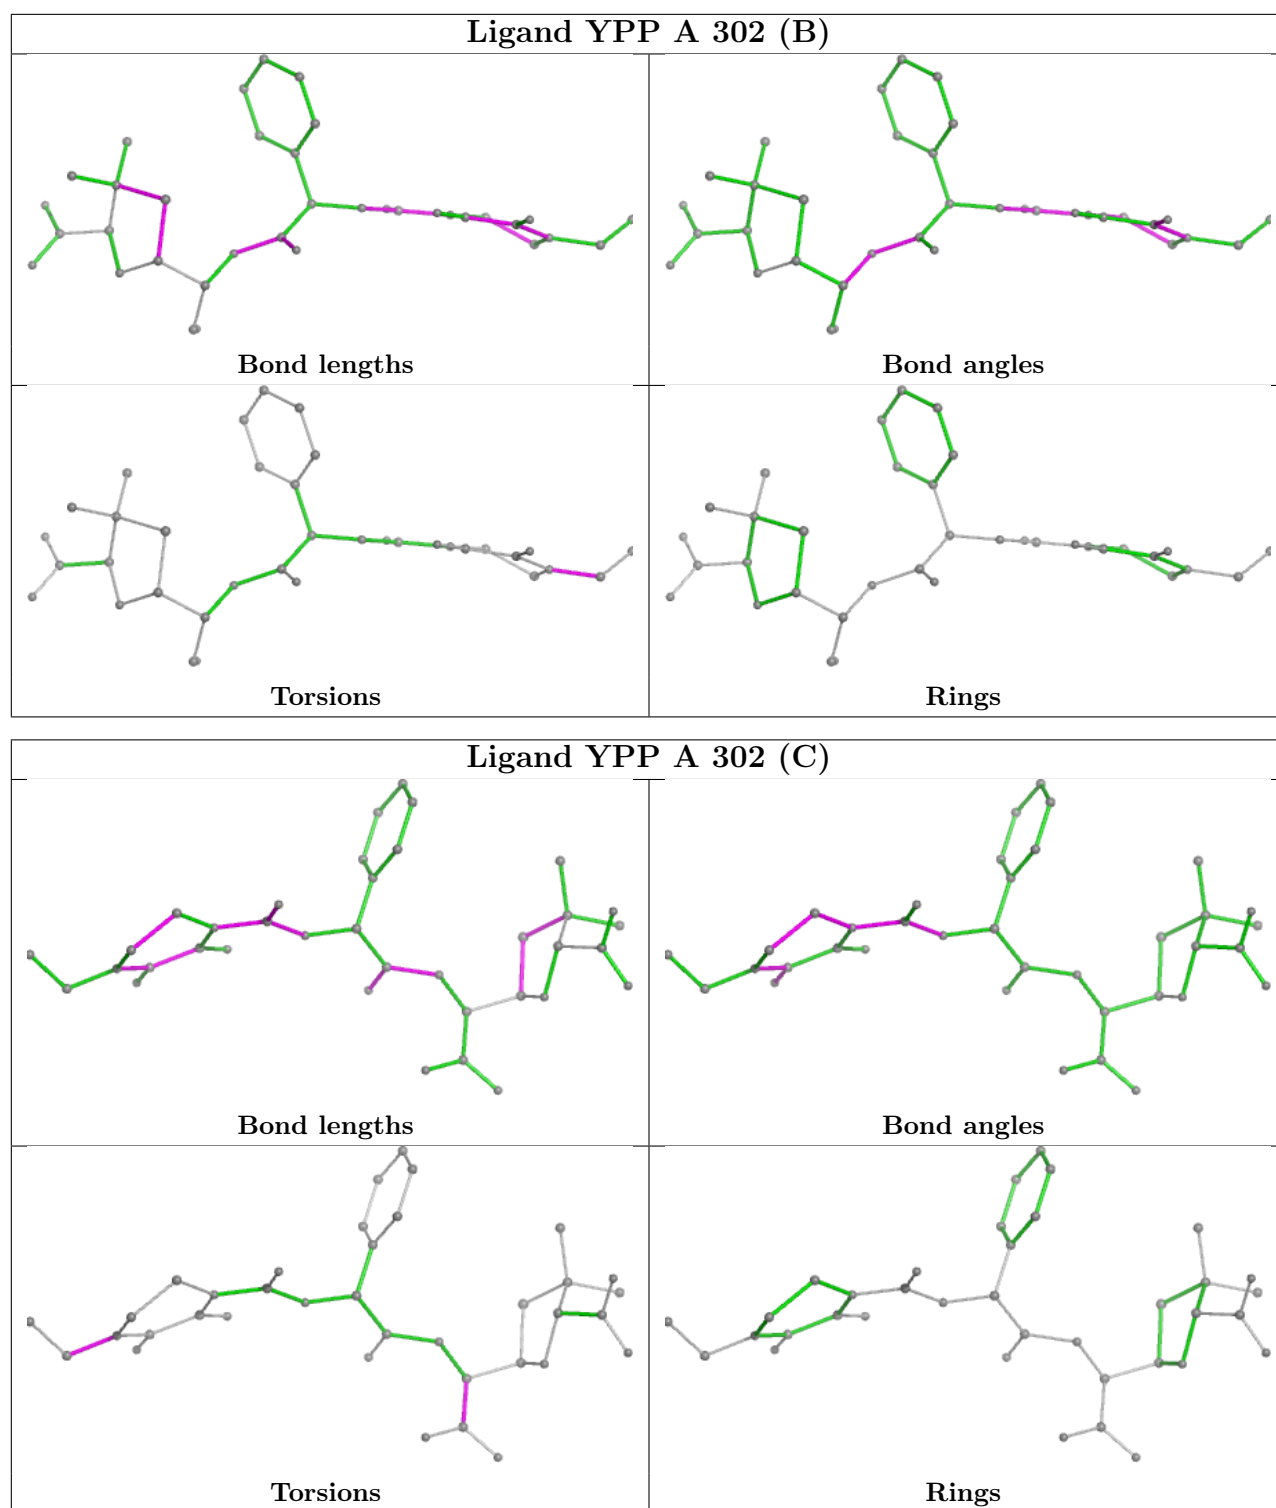 Ligand YPP A 302 (B)
Bond lengths
Bond angles
Torsions
Rings
Ligand YPP A 302 (C)
Bond lengths
Bond angles
Torsions
Rings